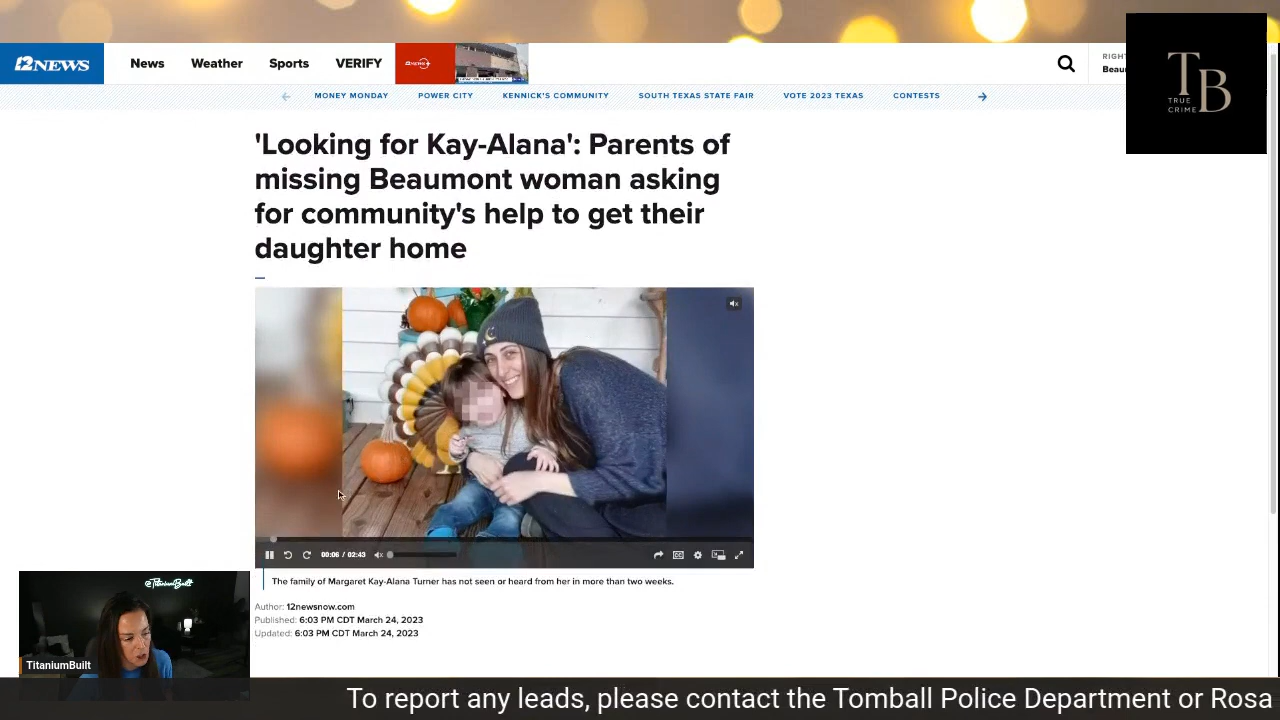 12NEWS
News Weather Sports VERIFY
MONEY MONDAY POWER CITY KENNICK'S COMMUNITY SOUTH TEXAS STATE FAIR VOTE 2023 TEXAS CONTESTS
TB
TRUE
CRIME
'Looking for Kay-Alana': Parents of
missing Beaumont woman asking
for community's help to get their
daughter home
00:06 / 02:43
The family of Margaret Kay-Alana Turner has not seen or heard from her in more than two weeks.
Author: 12newsnow.com
Published: 6:03 PM CDT March 24, 2023
Updated: 6:03 PM CDT March 24, 2023
@TitaniumBuilt
TitaniumBuilt
To report any leads, please contact the Tomball Police Department or Rosa